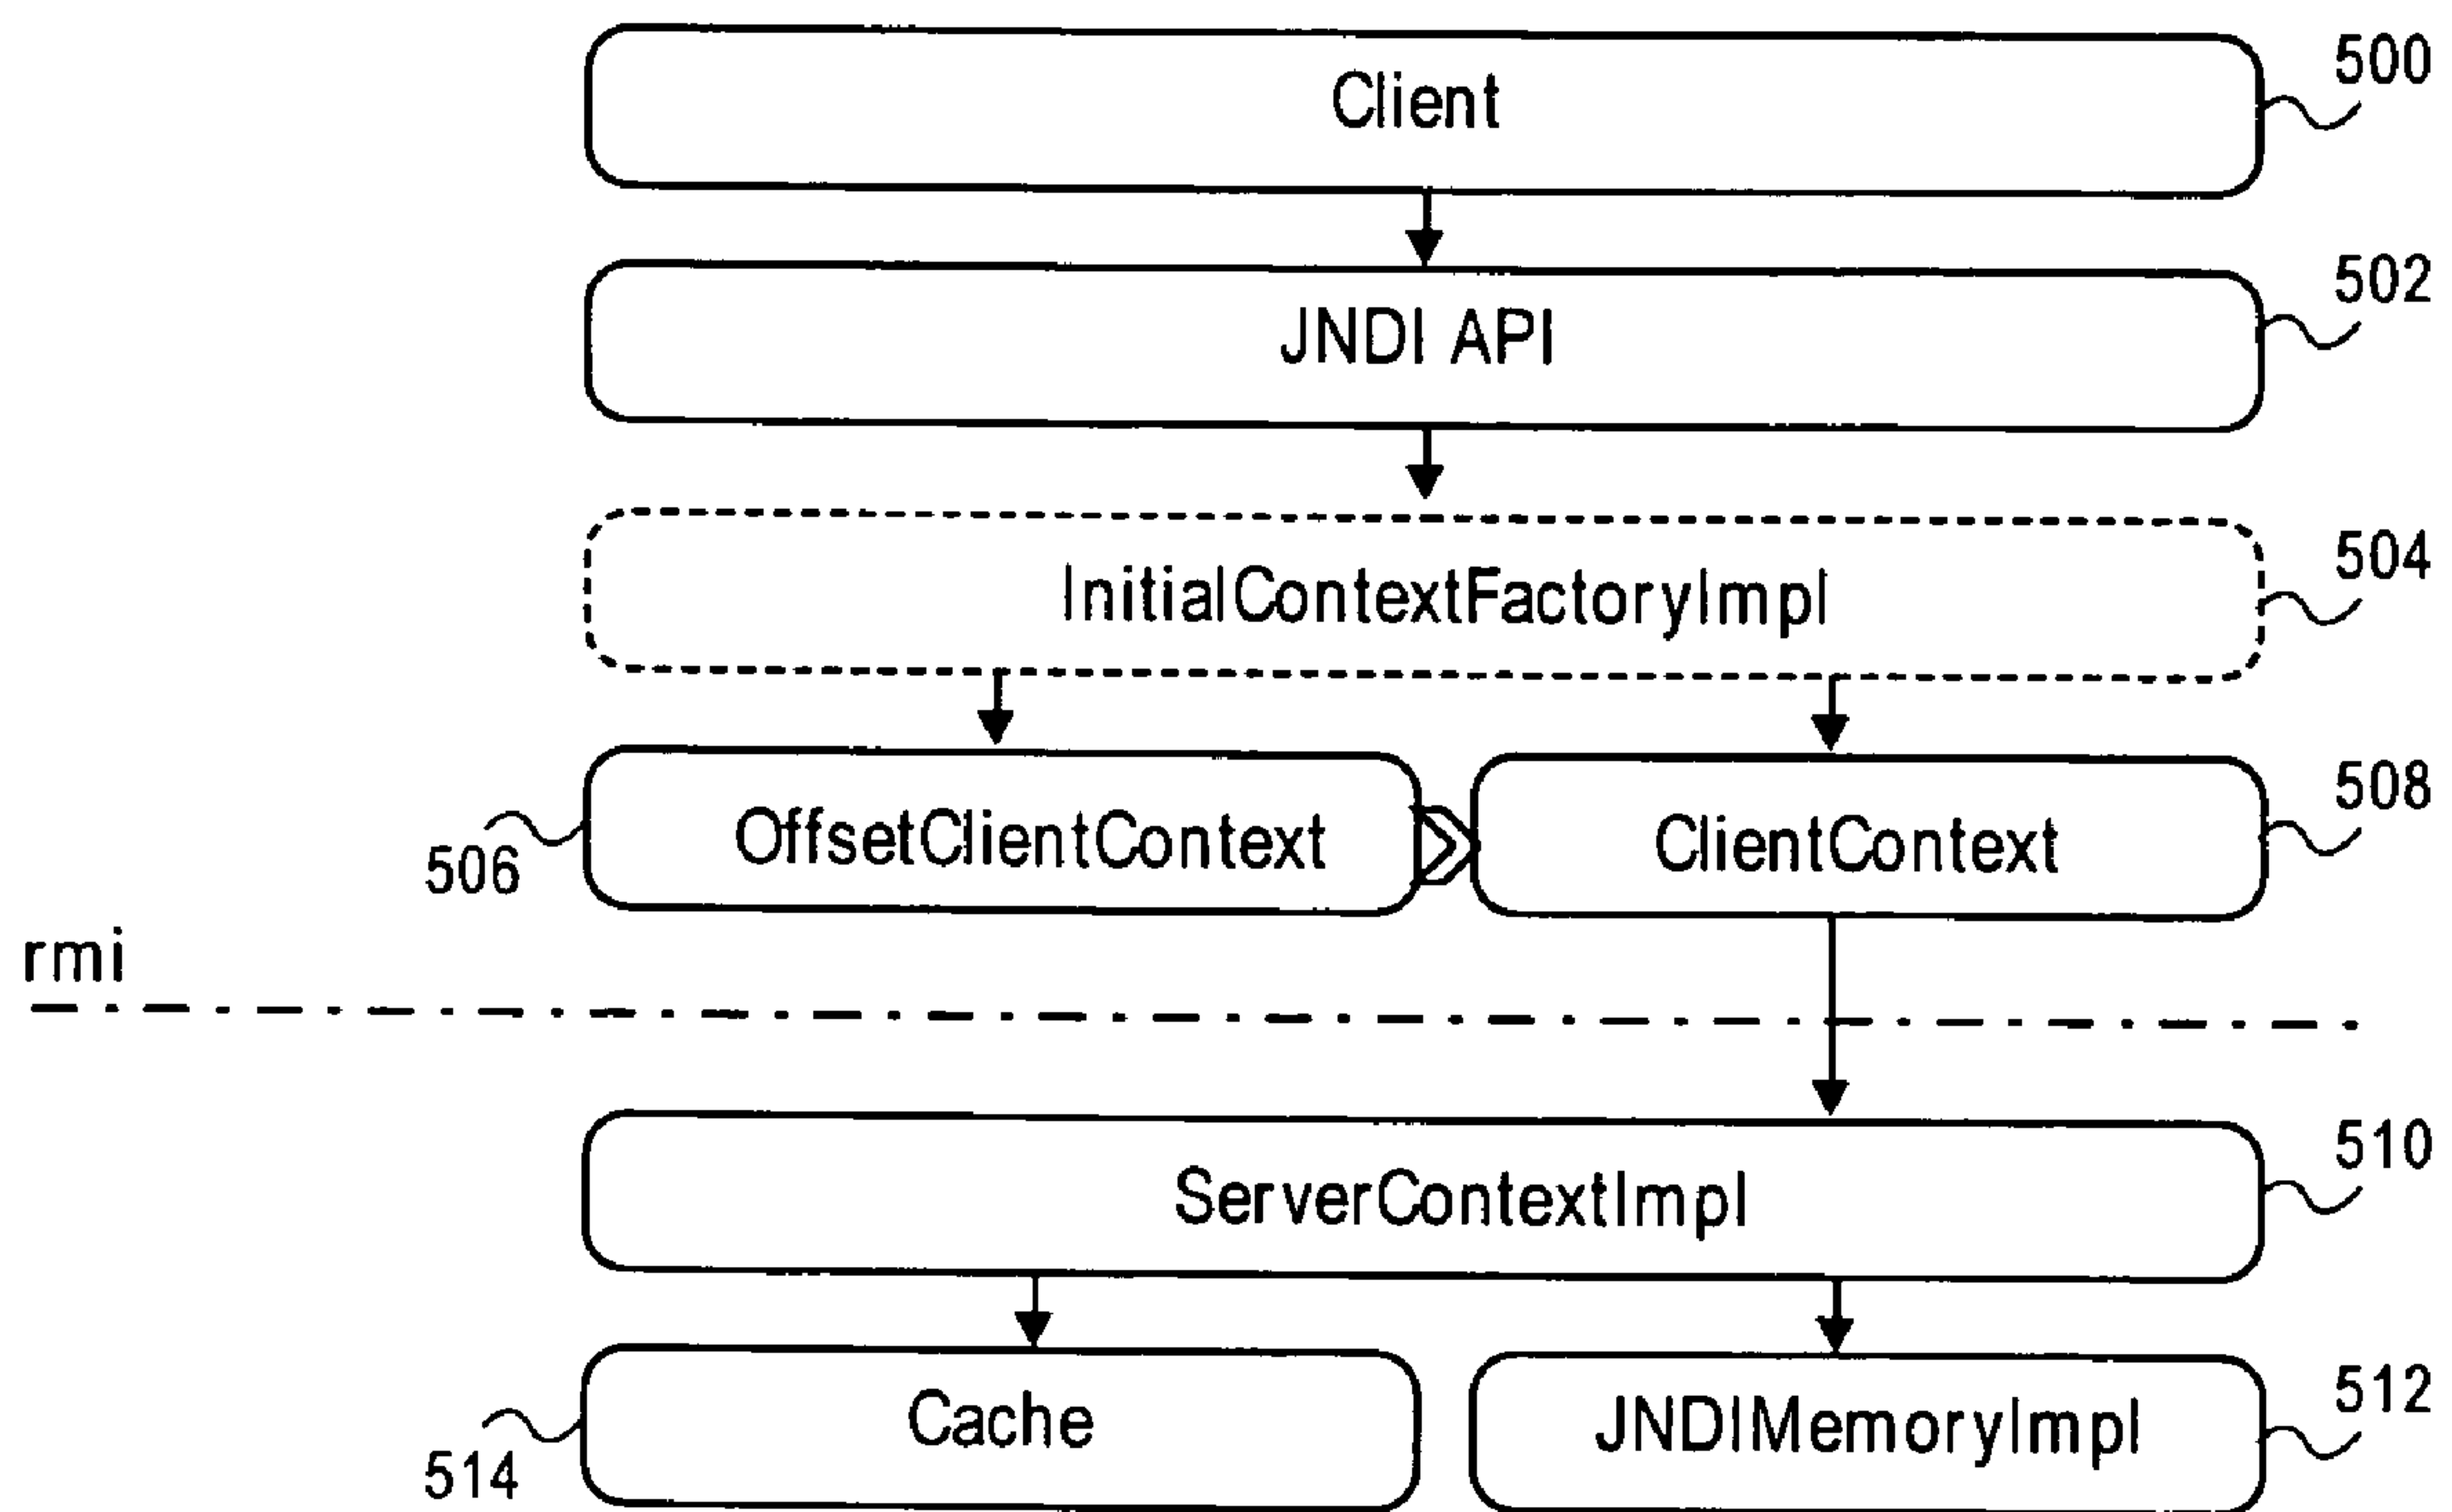 500
Client
502
JNDI API
504
InitialContextFactoryImpl
508
OffsetClientContext
ClientContext
506
rmi
510
ServerContextImpl
512
Cache
JNDIMemoryImpl
514